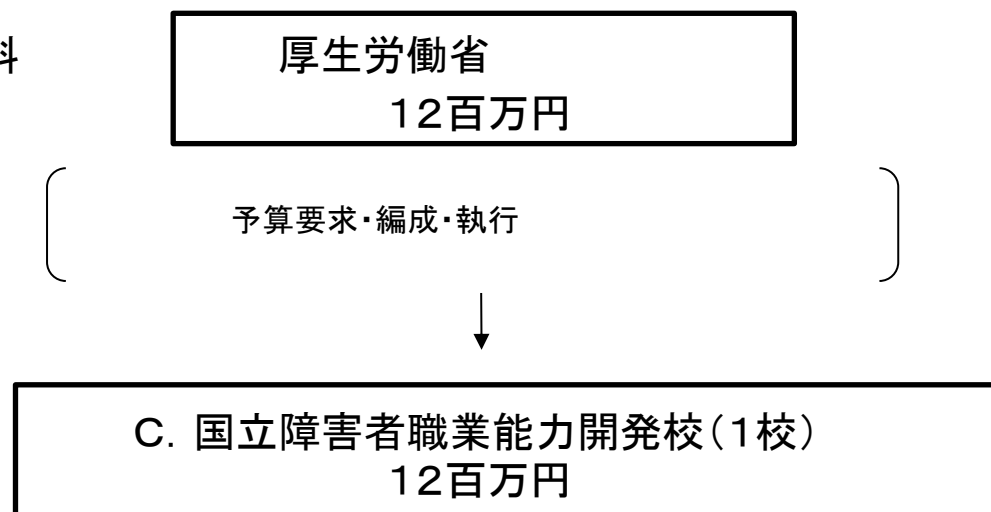 料
厚生労働省
12百万円
予算要求・編成・執行
C. 国立障害者職業能力開発校(1校)
12百万円